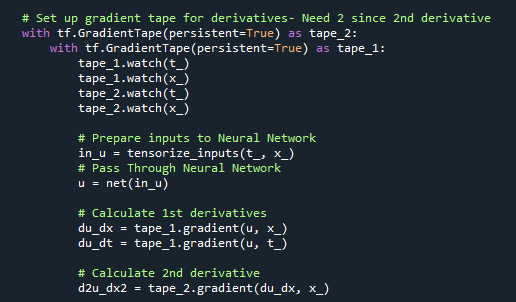 # Set up gradient tape for derivatives- Need 2 since 2nd derivative
with tf.GradientTape(persistent=True) as tape_2:
    with tf.GradientTape(persistent=True) as tape_1:
        tape_1.watch(t_)
        tape_1.watch(x_)
        tape_2.watch(t_)
        tape_2.watch(x_)

        # Prepare inputs to Neural Network
        in_u = tensorize_inputs(t_, x_)
        # Pass Through Neural Network
        u = net(in_u)

        # Calculate 1st derivatives
        du_dx = tape_1.gradient(u, x_)
        du_dt = tape_1.gradient(u, t_)

        # Calculate 2nd derivative
        d2u_dx2 = tape_2.gradient(du_dx, x_)